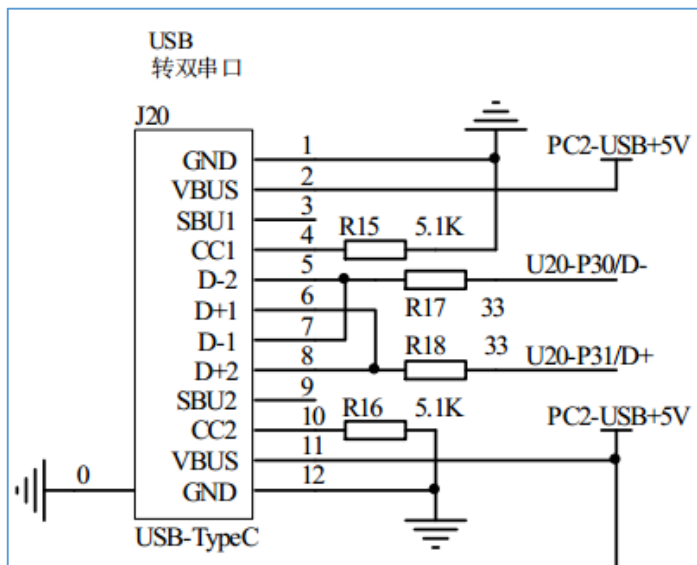 USB
转双串口
J20
GND 1
VBUS 2
PC2-USB+5V
SBU1 3
CC1 4 R15 5.1K
D-2 5 U20-P30/D-
D+1 6 R17 33
D-1 7
D+2 8 R18 33 U20-P31/D+
SBU2 9
CC2 10 R16 5.1K PC2-USB+5V
VBUS 11
0 GND 12
USB-TypeC